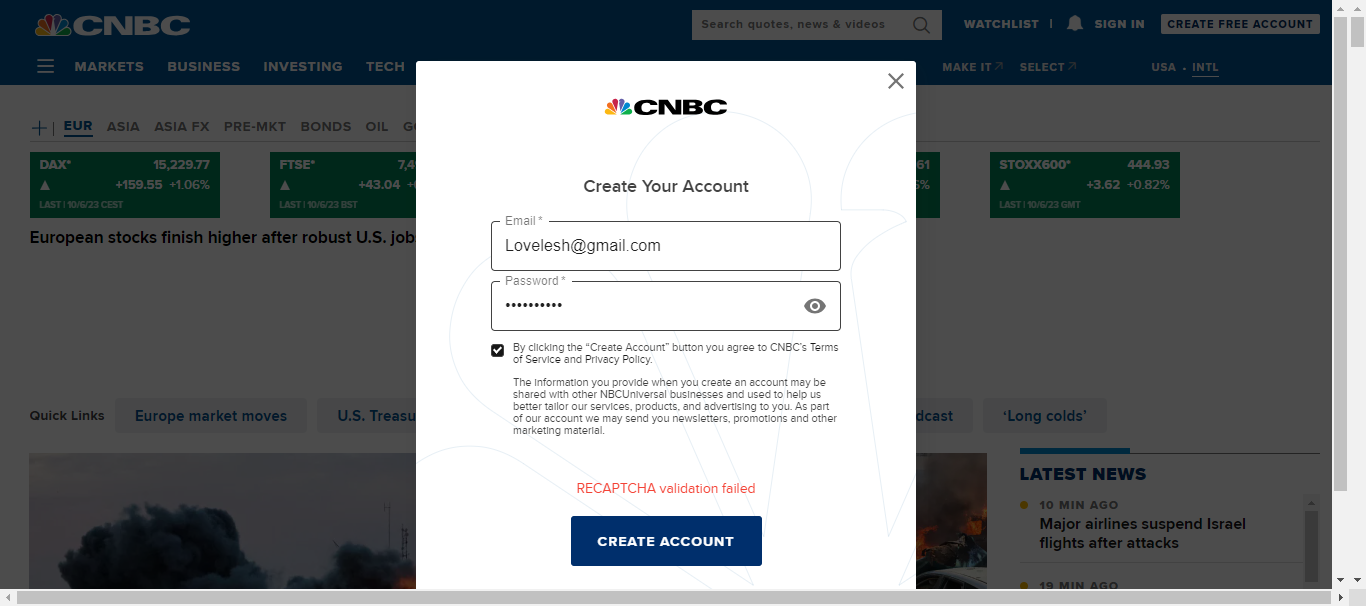 CNBC
Search quotes, news & videos
WATCHLIST |
SIGN IN
CREATE FREE ACCOUNT
MARKETS BUSINESS INVESTING TECH
MAKE IT SELECT
USA • INTL
+ | EUR ASIA ASIA FX PRE-MKT BONDS OIL
DAX* 15,229.77
+159.55 +1.06%
LAST | 10/6/23 CEST
FTSE* 7,4
+43.04
LAST | 10/6/23 BST
61
%
STOXX600* 444.93
+3.62 +0.82%
LAST | 10/6/23 GMT
European stocks finish higher after robust U.S.
Quick Links
Europe market moves
U.S.
‘Long colds’
LATEST NEWS
10 MIN AGO
Major airlines suspend Israel
flights after attacks
19 MIN AGO
CNBC
Create Your Account
Email *
Lovelesh@gmail.com
Password *
••••••••••
By clicking the “Create Account” button you agree to CNBC’s Terms
of Service and Privacy Policy.
The information you provide when you create an account may be
shared with other NBCUniversal businesses and used to help us
better tailor our services, products, and advertising to you. As part
of our account we may send you newsletters, promotions and other
marketing material.
RECAPTCHA validation failed
CREATE ACCOUNT